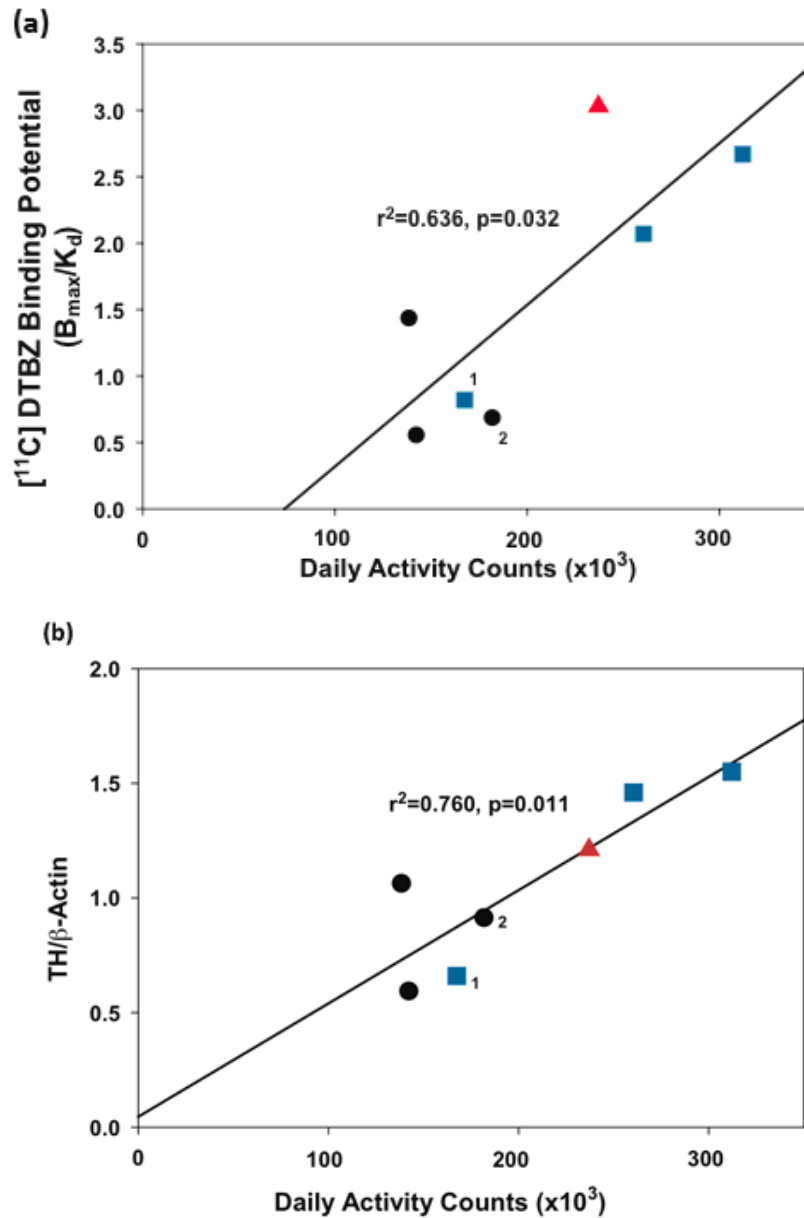 (a)
[¹¹C] DTBZ Binding Potential
(Bmax/Kd)
3.5
3.0
2.5
2.0
1.5
1.0
0.5
0.0
r²=0.636, p=0.032
1
2
0 100 200 300
Daily Activity Counts (x10³)
(b)
TH/β-Actin
2.0
1.5
1.0
0.5
0.0
r²=0.760, p=0.011
2
1
0 100 200 300
Daily Activity Counts (x10³)